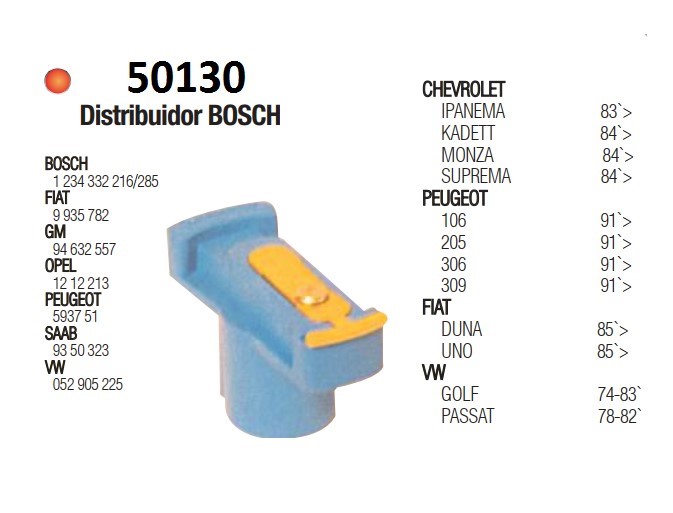 50130
Distribuidor BOSCH
BOSCH
1 234 332 216/285
FIAT
9 935 782
GM
94 632 557
OPEL
12 12 213
PEUGEOT
5937 51
SAAB
93 50 323
VW
052 905 225
CHEVROLET
IPANEMA 83`>
KADETT 84`>
MONZA 84`>
SUPREMA 84`>
PEUGEOT
106 91`>
205 91`>
306 91`>
309 91`>
FIAT
DUNA 85`>
UNO 85`>
VW
GOLF 74-83`
PASSAT 78-82`